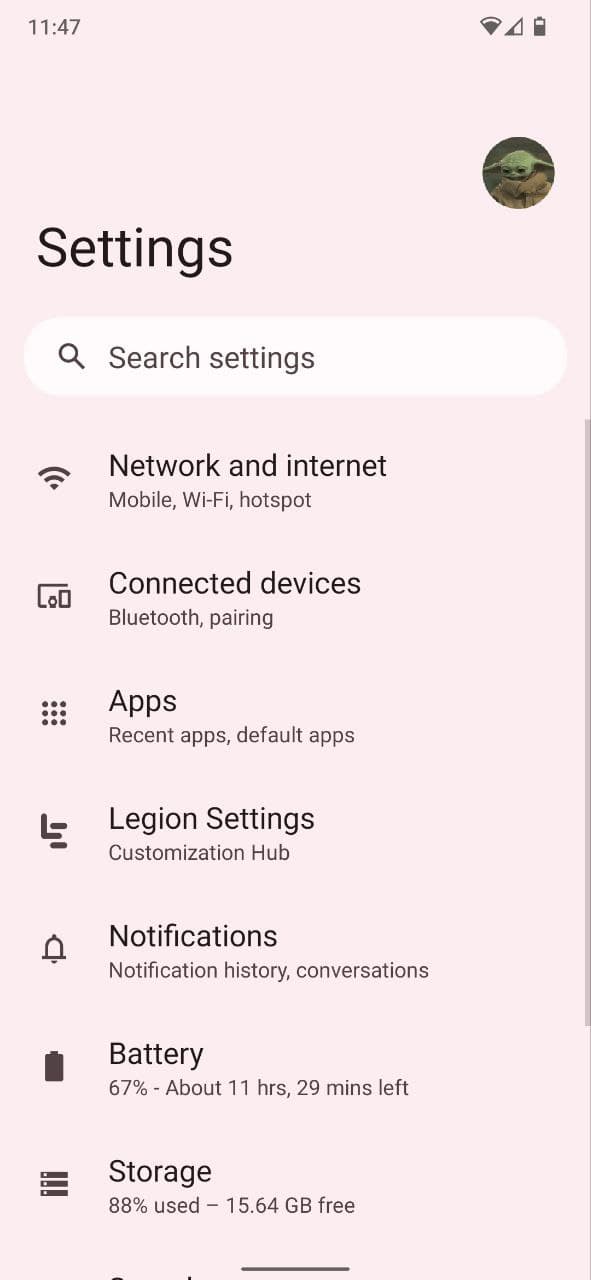 11:47
Settings
Search settings
Network and internet
Mobile, Wi-Fi, hotspot
Connected devices
Bluetooth, pairing
Apps
Recent apps, default apps
Legion Settings
Customization Hub
Notifications
Notification history, conversations
Battery
67% - About 11 hrs, 29 mins left
Storage
88% used – 15.64 GB free